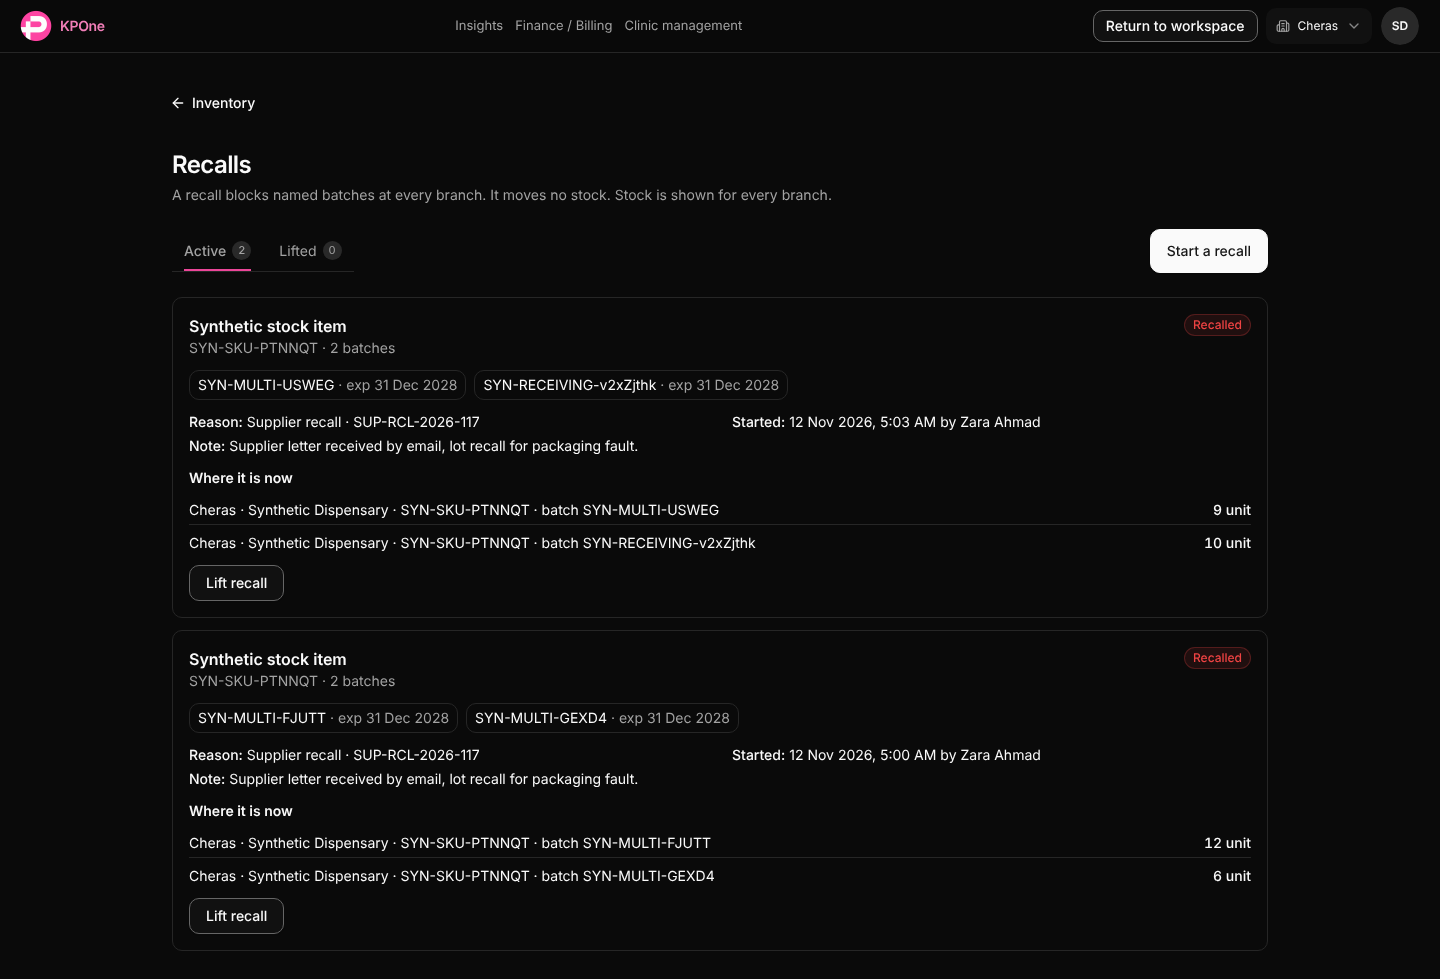 KPOne
Insights Finance / Billing Clinic management
Return to workspace
Cheras
SD
Inventory
Recalls
A recall blocks named batches at every branch. It moves no stock. Stock is shown for every branch.
Active 2 Lifted 0
Start a recall
Synthetic stock item
Recalled
SYN-SKU-PTNNQT · 2 batches
SYN-MULTI-USWEG · exp 31 Dec 2028 SYN-RECEIVING-v2xZjthk · exp 31 Dec 2028
Reason: Supplier recall · SUP-RCL-2026-117 Started: 12 Nov 2026, 5:03 AM by Zara Ahmad
Note: Supplier letter received by email, lot recall for packaging fault.
Where it is now
Cheras · Synthetic Dispensary · SYN-SKU-PTNNQT · batch SYN-MULTI-USWEG 9 unit
Cheras · Synthetic Dispensary · SYN-SKU-PTNNQT · batch SYN-RECEIVING-v2xZjthk 10 unit
Lift recall
Synthetic stock item
Recalled
SYN-SKU-PTNNQT · 2 batches
SYN-MULTI-FJUTT · exp 31 Dec 2028 SYN-MULTI-GEXD4 · exp 31 Dec 2028
Reason: Supplier recall · SUP-RCL-2026-117 Started: 12 Nov 2026, 5:00 AM by Zara Ahmad
Note: Supplier letter received by email, lot recall for packaging fault.
Where it is now
Cheras · Synthetic Dispensary · SYN-SKU-PTNNQT · batch SYN-MULTI-FJUTT 12 unit
Cheras · Synthetic Dispensary · SYN-SKU-PTNNQT · batch SYN-MULTI-GEXD4 6 unit
Lift recall